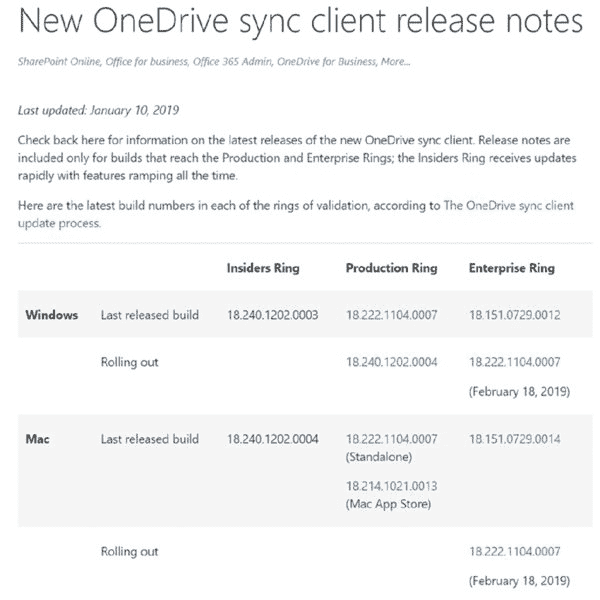 New OneDrive sync client release notes
SharePoint Online, Office for business, Office 365 Admin, OneDrive for Business, More...
Last updated: January 10, 2019
Check back here for information on the latest releases of the new OneDrive sync client. Release notes are
included only for builds that reach the Production and Enterprise Rings; the Insiders Ring receives updates
rapidly with features ramping all the time.
Here are the latest build numbers in each of the rings of validation, according to The OneDrive sync client
update process.
Insiders Ring Production Ring Enterprise Ring
Windows Last released build 18.240.1202.0003 18.222.1104.0007 18.151.0729.0012
Rolling out 18.240.1202.0004 18.222.1104.0007
(February 18, 2019)
Mac Last released build 18.240.1202.0004 18.222.1104.0007 18.151.0729.0014
(Standalone)
18.214.1021.0013
(Mac App Store)
Rolling out 18.222.1104.0007
(February 18, 2019)